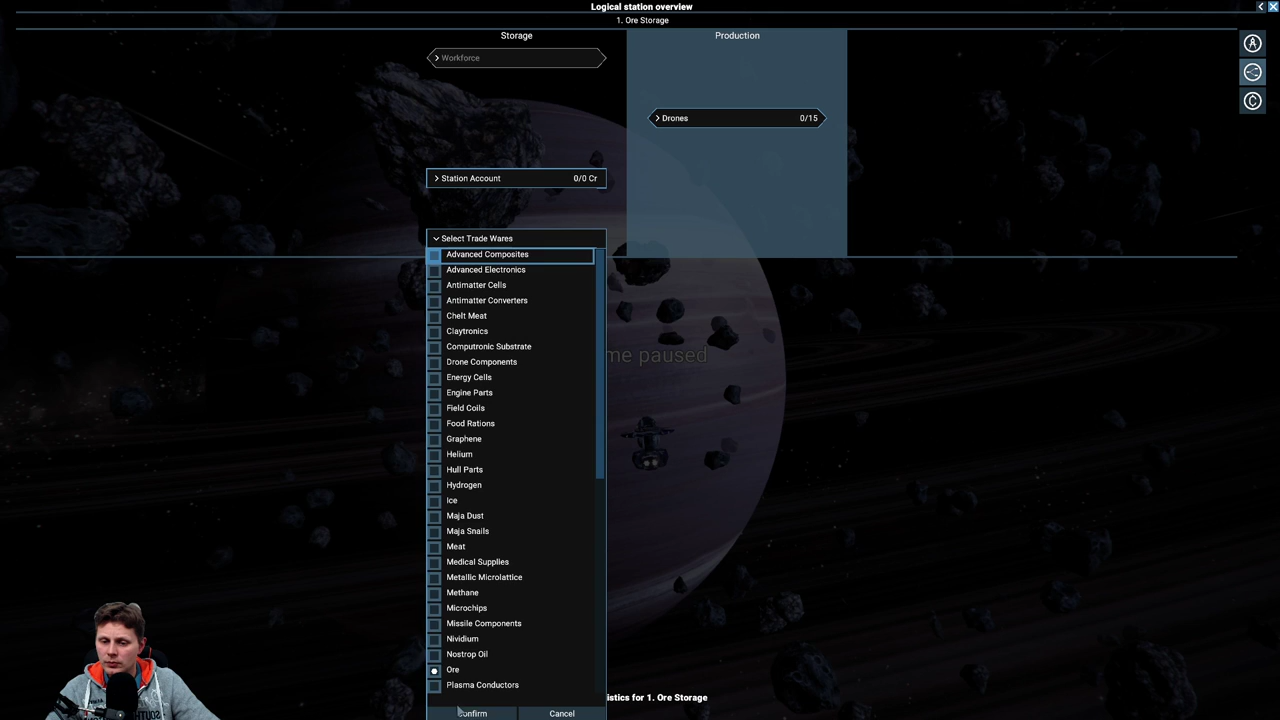 Logical station overview
1. Ore Storage
Storage
Production
Workforce
Drones 0/15
Station Account 0/0 Cr
Select Trade Wares
Advanced Composites
Advanced Electronics
Antimatter Cells
Antimatter Converters
Chelt Meat
Claytronics
Computronic Substrate
Drone Components
Energy Cells
Engine Parts
Field Coils
Food Rations
Graphene
Helium
Hull Parts
Hydrogen
Ice
Maja Dust
Maja Snails
Meat
Medical Supplies
Metallic Microlattice
Methane
Microchips
Missile Components
Nividium
Nostrop Oil
Ore
Plasma Conductors
me paused
istics for 1. Ore Storage
Confirm
Cancel